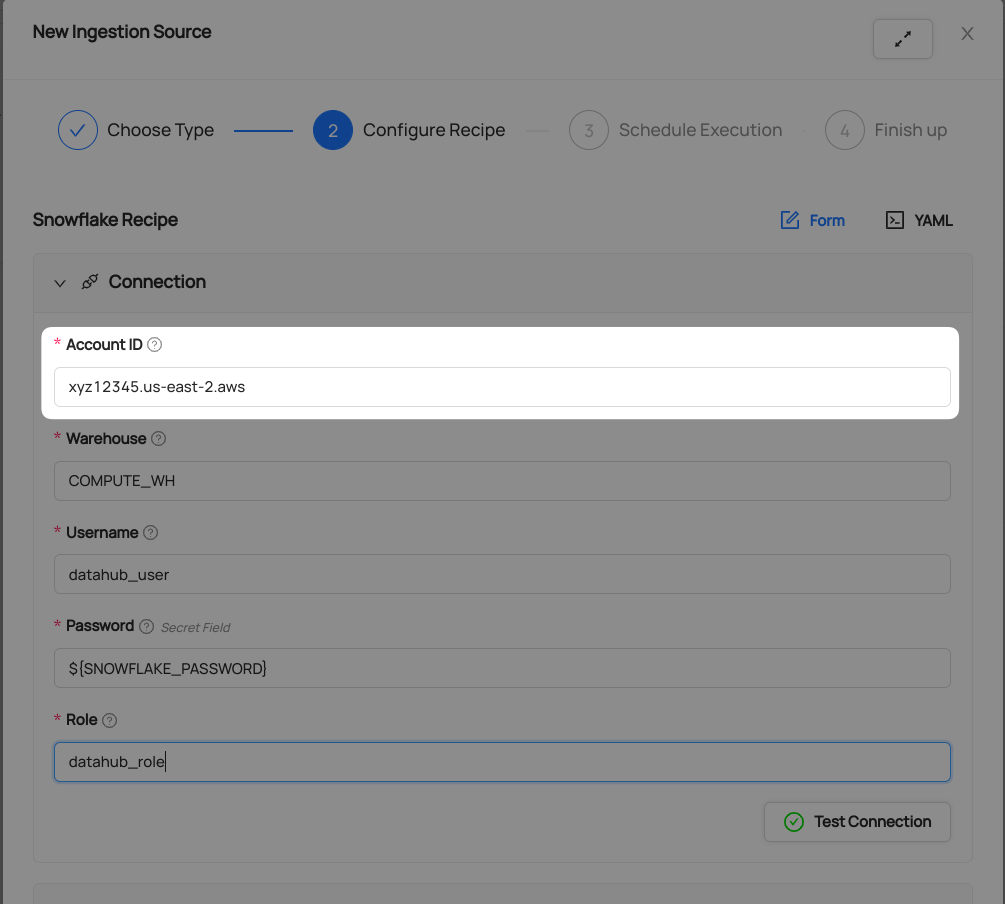 New Ingestion Source
Choose Type
2 Configure Recipe
3 Schedule Execution
4 Finish up
Snowflake Recipe
Form
YAML
Connection
* Account ID ?
xyz12345.us-east-2.aws
* Warehouse ?
COMPUTE_WH
* Username ?
datahub_user
* Password ? Secret Field
${SNOWFLAKE_PASSWORD}
* Role ?
datahub_role
Test Connection